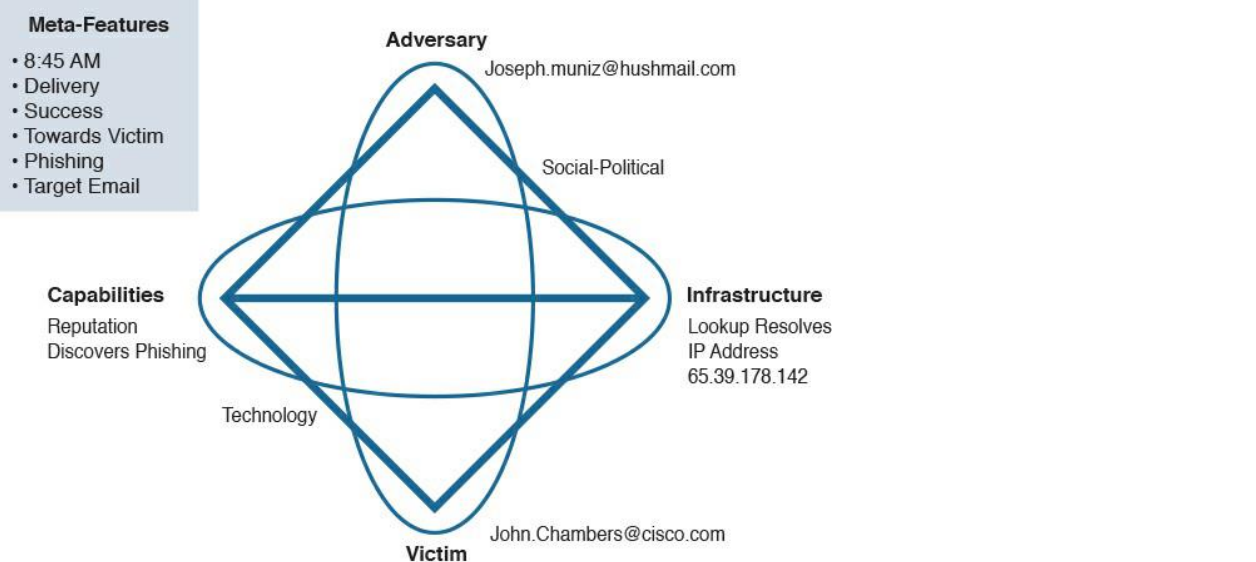 Meta-Features
• 8:45 AM
• Delivery
• Success
• Towards Victim
• Phishing
• Target Email
Adversary
Joseph.muniz@hushmail.com
Social-Political
Capabilities
Reputation
Discovers Phishing
Infrastructure
Lookup Resolves
IP Address
65.39.178.142
Technology
John.Chambers@cisco.com
Victim